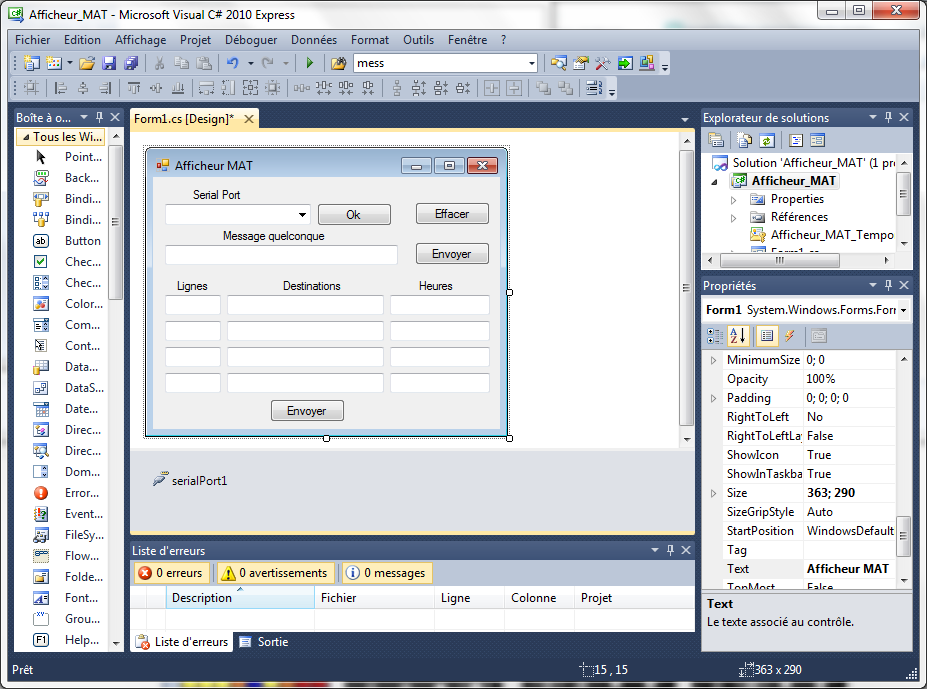 Afficheur_MAT - Microsoft Visual C# 2010 Express
Fichier Edition Affichage Projet Déboguer Données Format Outils Fenêtre ?
mess
Boîte à o...
Tous les Wi...
Point...
Back...
Bindi...
Bindi...
Button
Chec...
Chec...
Color...
Com...
Cont...
Data...
DataS...
Date...
Direc...
Direc...
Dom...
Error...
Event...
FileSy...
Flow...
Folde...
Font...
Grou...
Help...
Form1.cs [Design]*
Afficheur MAT
Serial Port
Ok
Effacer
Message quelconque
Envoyer
Lignes Destinations Heures
Envoyer
serialPort1
Liste d'erreurs
0 erreurs 0 avertissements 0 messages
Description Fichier Ligne Colonne Projet
Liste d'erreurs Sortie
Explorateur de solutions
Solution 'Afficheur_MAT' (1 pr
Afficheur_MAT
Properties
Références
Afficheur_MAT_Tempo
Form1.cs
Propriétés
Form1 System.Windows.Forms.Forr
MinimumSize 0; 0
Opacity 100%
Padding 0; 0; 0; 0
RightToLeft No
RightToLeftLay False
ShowIcon True
ShowInTaskba True
Size 363; 290
SizeGripStyle Auto
StartPosition WindowsDefault
Tag
Text Afficheur MAT
TopMost False
Text
Le texte associé au contrôle.
Prêt
15 , 15
363 x 290